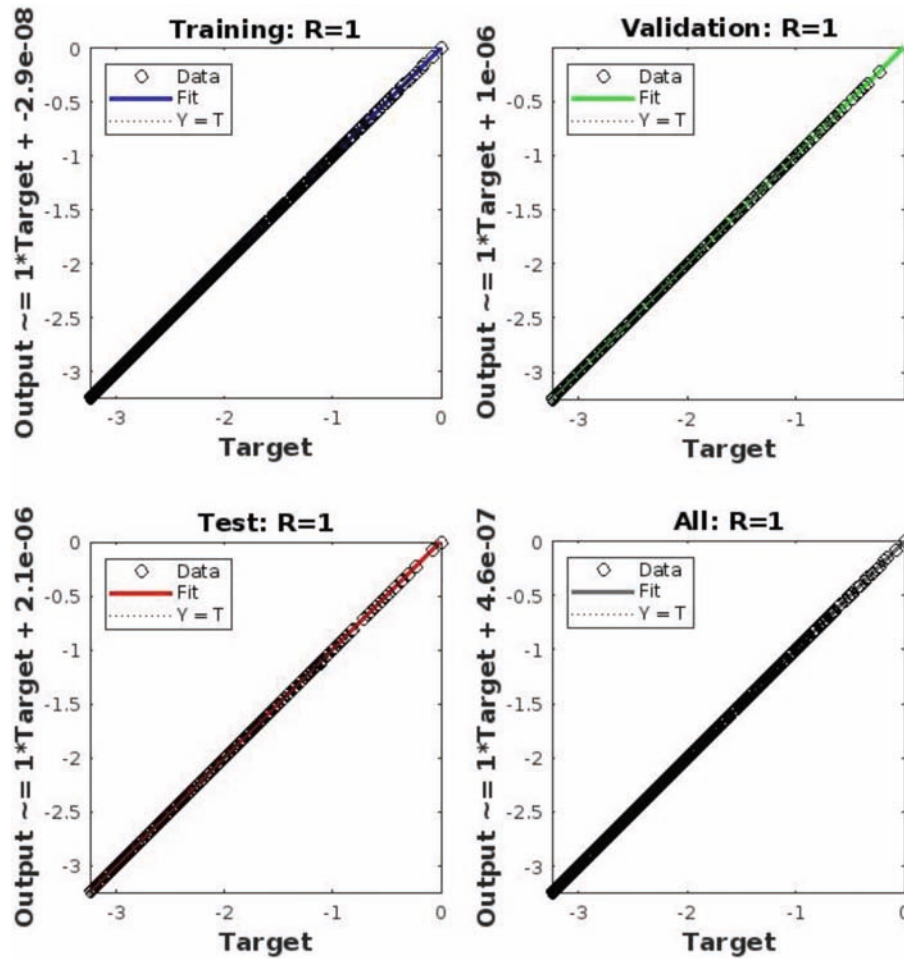 Training: R=1
Output ~= 1*Target + -2.9e-08
0
-0.5
-1
-1.5
-2
-2.5
-3
Data
Fit
Y = T
-3
-2
-1
0
Target
Validation: R=1
Output ~= 1*Target + 1e-06
0
-0.5
-1
-1.5
-2
-2.5
-3
Data
Fit
Y = T
-3
-2
-1
0
Target
Test: R=1
Output ~= 1*Target + 2.1e-06
0
-0.5
-1
-1.5
-2
-2.5
-3
Data
Fit
Y = T
-3
-2
-1
0
Target
All: R=1
Output ~= 1*Target + 4.6e-07
0
-0.5
-1
-1.5
-2
-2.5
-3
Data
Fit
Y = T
-3
-2
-1
0
Target